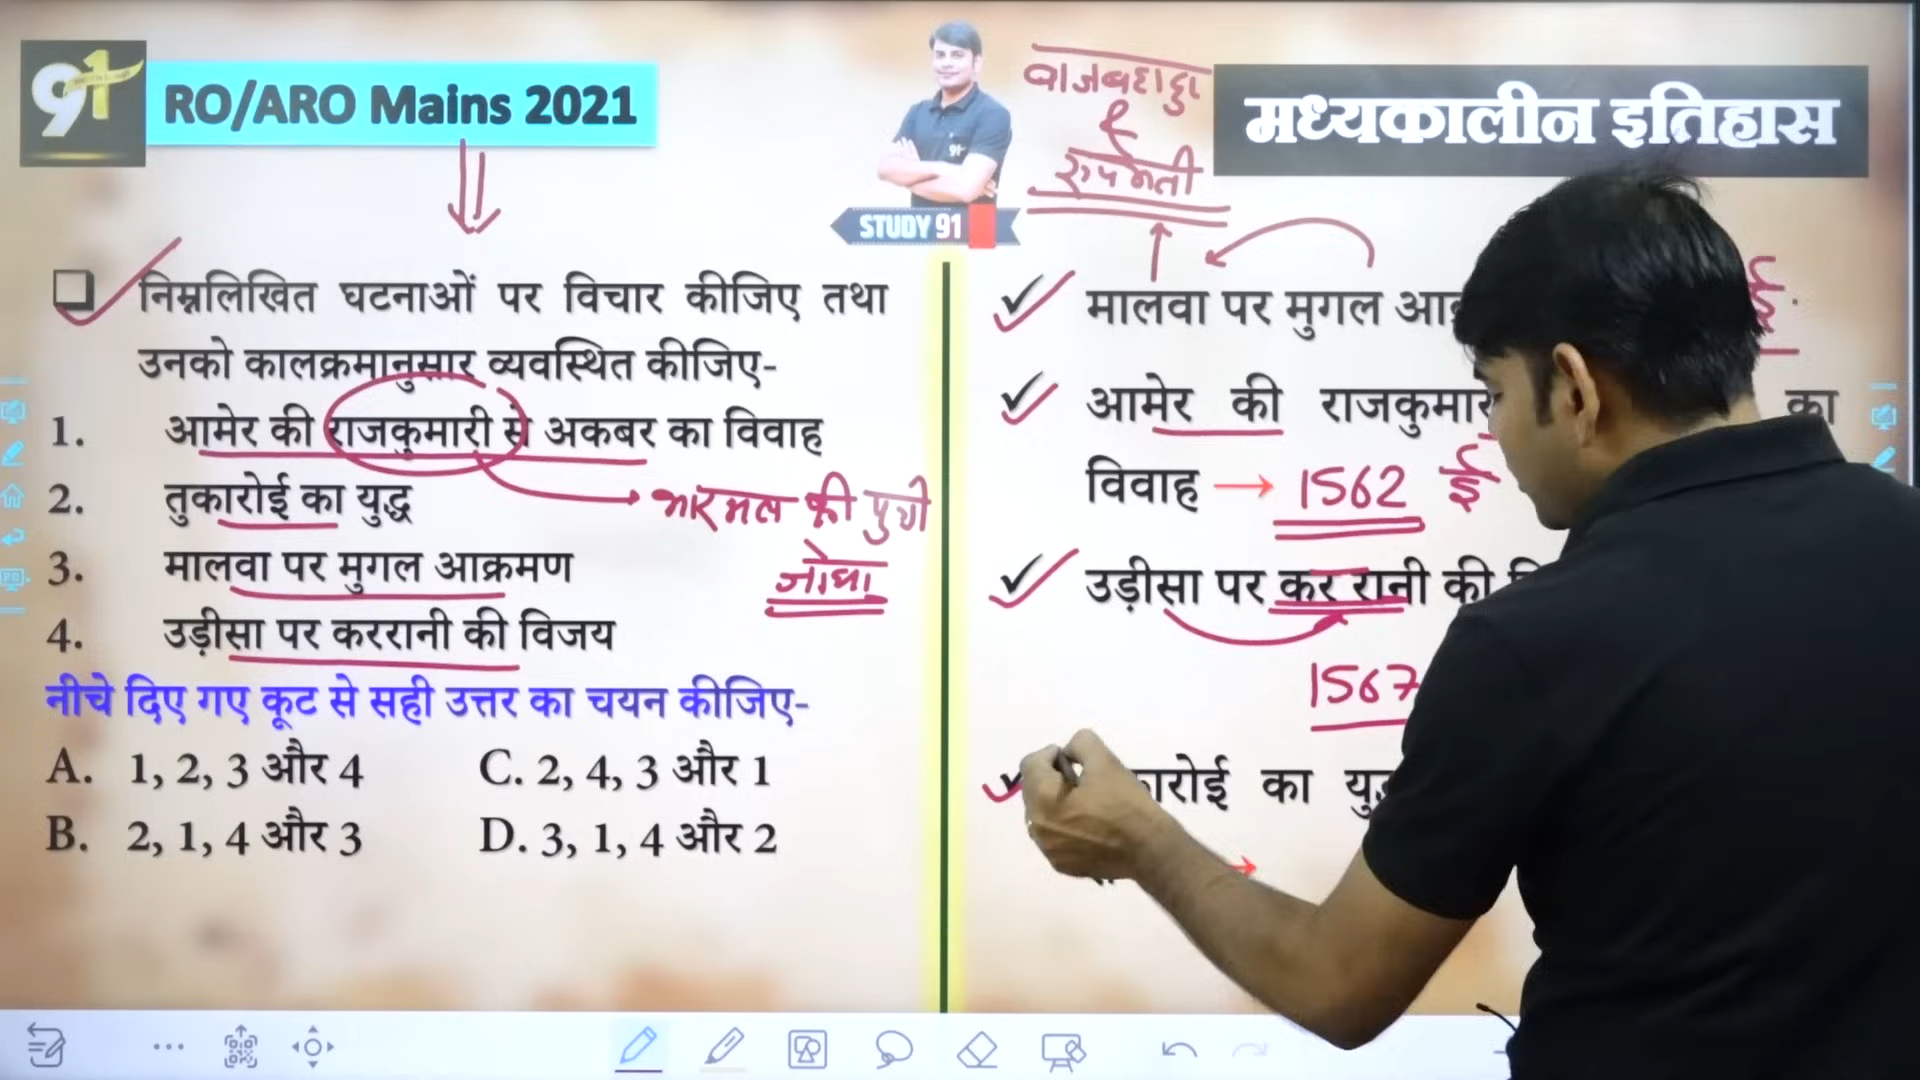 91
RO/ARO Mains 2021
91
STUDY 91
बाजबहादु
&
रुपमती
मध्यकालीन इतिहास
निम्नलिखित घटनाओं पर विचार कीजिए तथा
उनको कालक्रमानुसार व्यवस्थित कीजिए-
1. आमेर की राजकुमारी से अकबर का विवाह
2. तुकारोई का युद्ध
भारमल की पुत्री
जोधा
3. मालवा पर मुगल आक्रमण
4. उड़ीसा पर कररानी की विजय
नीचे दिए गए कूट से सही उत्तर का चयन कीजिए-
A. 1, 2, 3 और 4 C. 2, 4, 3 और 1
B. 2, 1, 4 और 3 D. 3, 1, 4 और 2
मालवा पर मुगल ई.
आमेर की का
विवाह → 1562 ई
उड़ीसा पर कर रानी की
1567
का